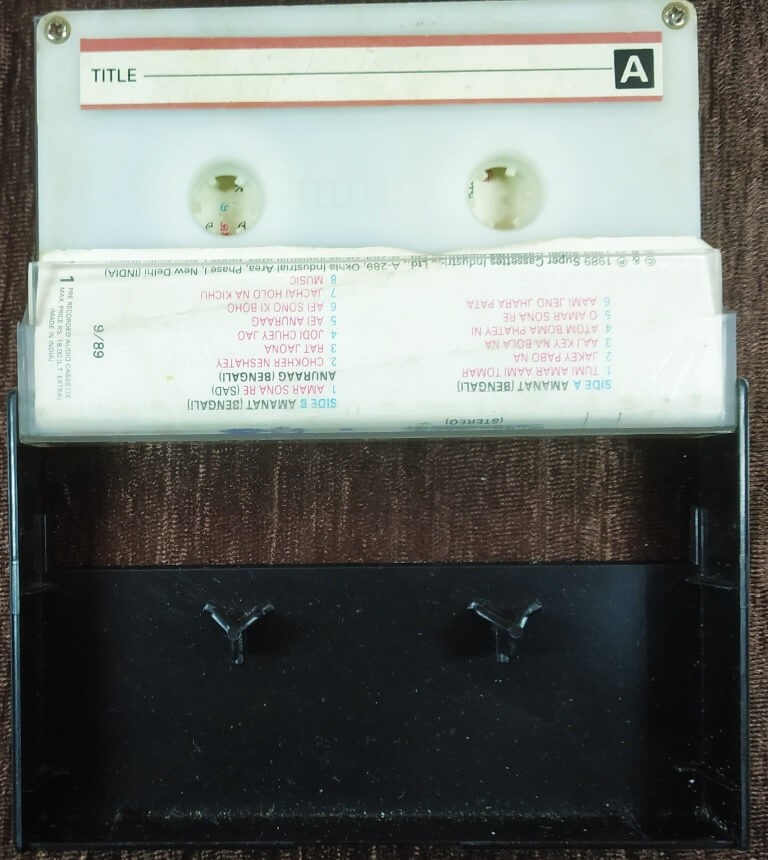 TITLE
A
(STEREO)
SIDE A AMANAT (BENGALI)
1 TUMI AMAR AAMI TOMAR
2 JAKEY PABO NA
3 AAJ KEY NA BOLA NA
4 ATOM BOMA PHATEY NI
5 O AMAR SONA RE
6 AAMI JENO JHARA PATA
SIDE B AMANAT (BENGALI)
1 AMAR SONA RE (SAD)
ANURAAG (BENGALI)
2 CHOKHER NESHATEY
3 RAT JAONA
4 JODI CHUEY JAO
5 AEI ANURAAG
6 AEI SONG KI BOHO
7 JACHAI HOLO NA KICHU
8 MUSIC
© & ℗ 1989 Super Cassettes Industries Ltd. A-289, Okhla Industrial Area, Phase I, New Delhi (INDIA)
9/89
1
PRE RECORDED AUDIO CASSETTE
MAX. PRICE RS. 18.00 (L.T. EXTRA)
(MADE IN INDIA)